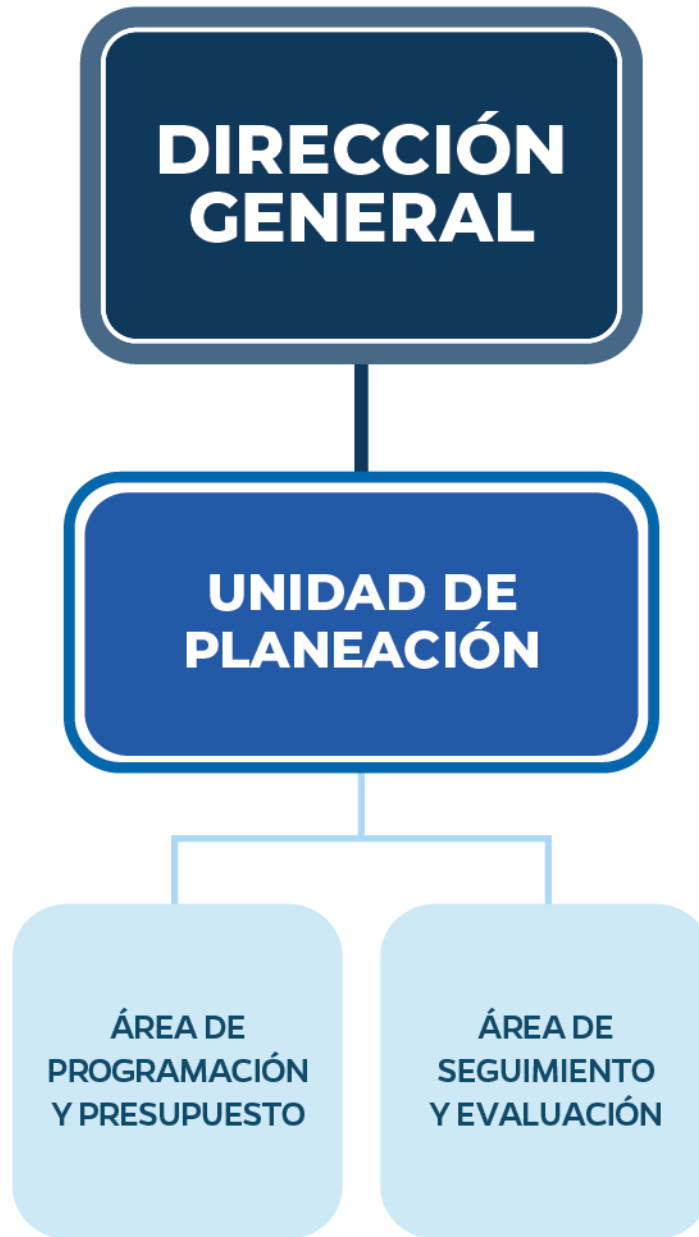 DIRECCIÓN
GENERAL
UNIDAD DE
PLANEACIÓN
ÁREA DE
PROGRAMACIÓN
Y PRESUPUESTO
ÁREA DE
SEGUIMIENTO
Y EVALUACIÓN